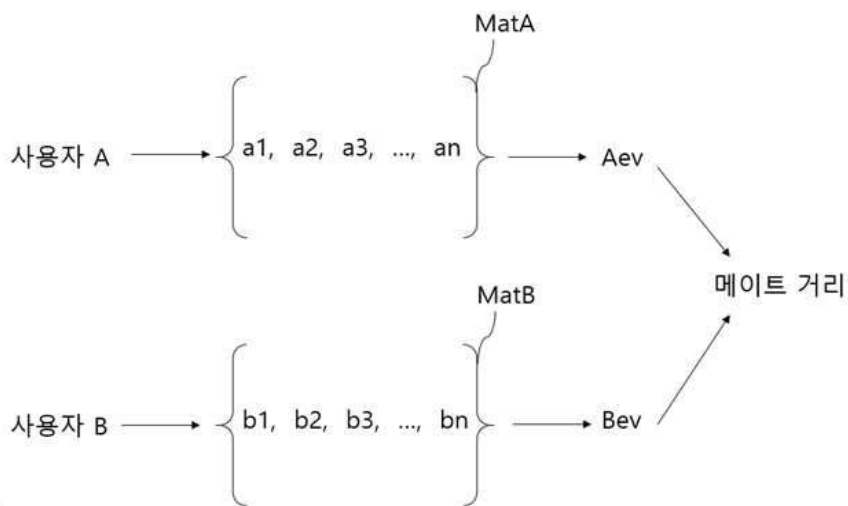 MatA
사용자 A
a1, a2, a3, ..., an
Aev
메이트 거리
MatB
사용자 B
b1, b2, b3, ..., bn
Bev